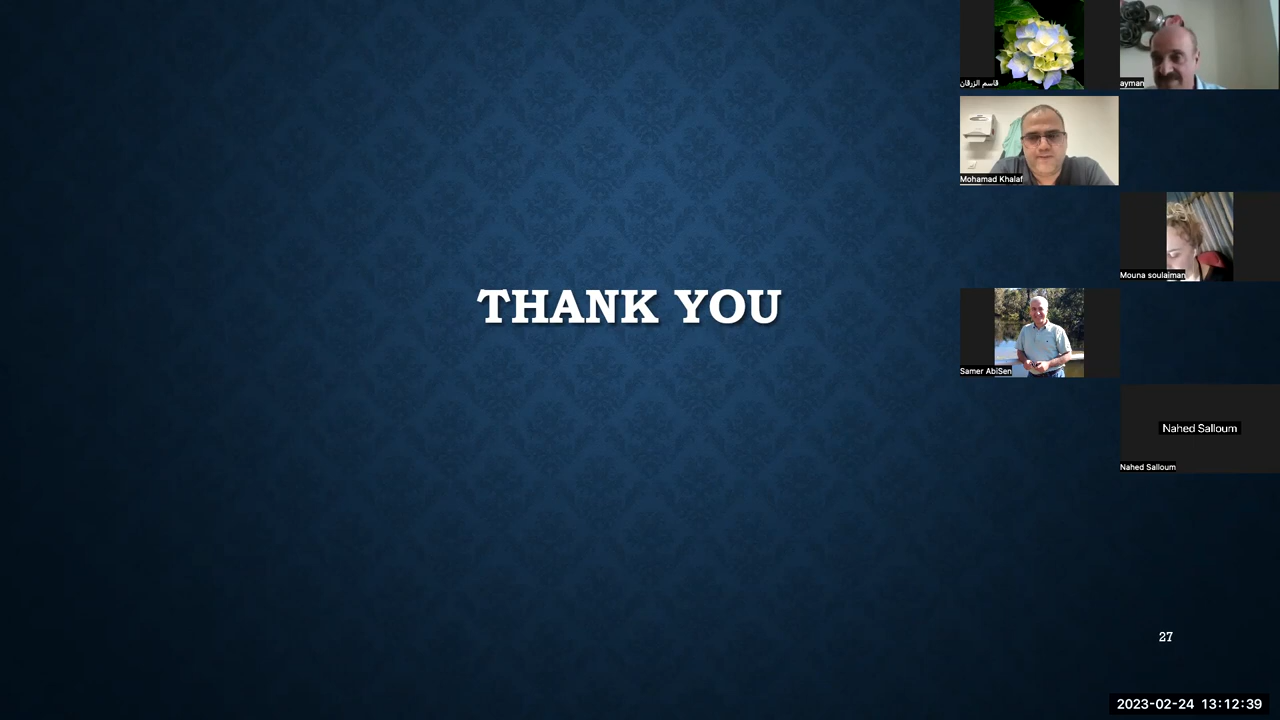 THANK YOU
قاسم الزرقان
ayman
Mohamad Khalaf
Mouna soulaiman
Samer AbiSen
Nahed Salloum
Nahed Salloum
27
2023-02-24 13:12:39